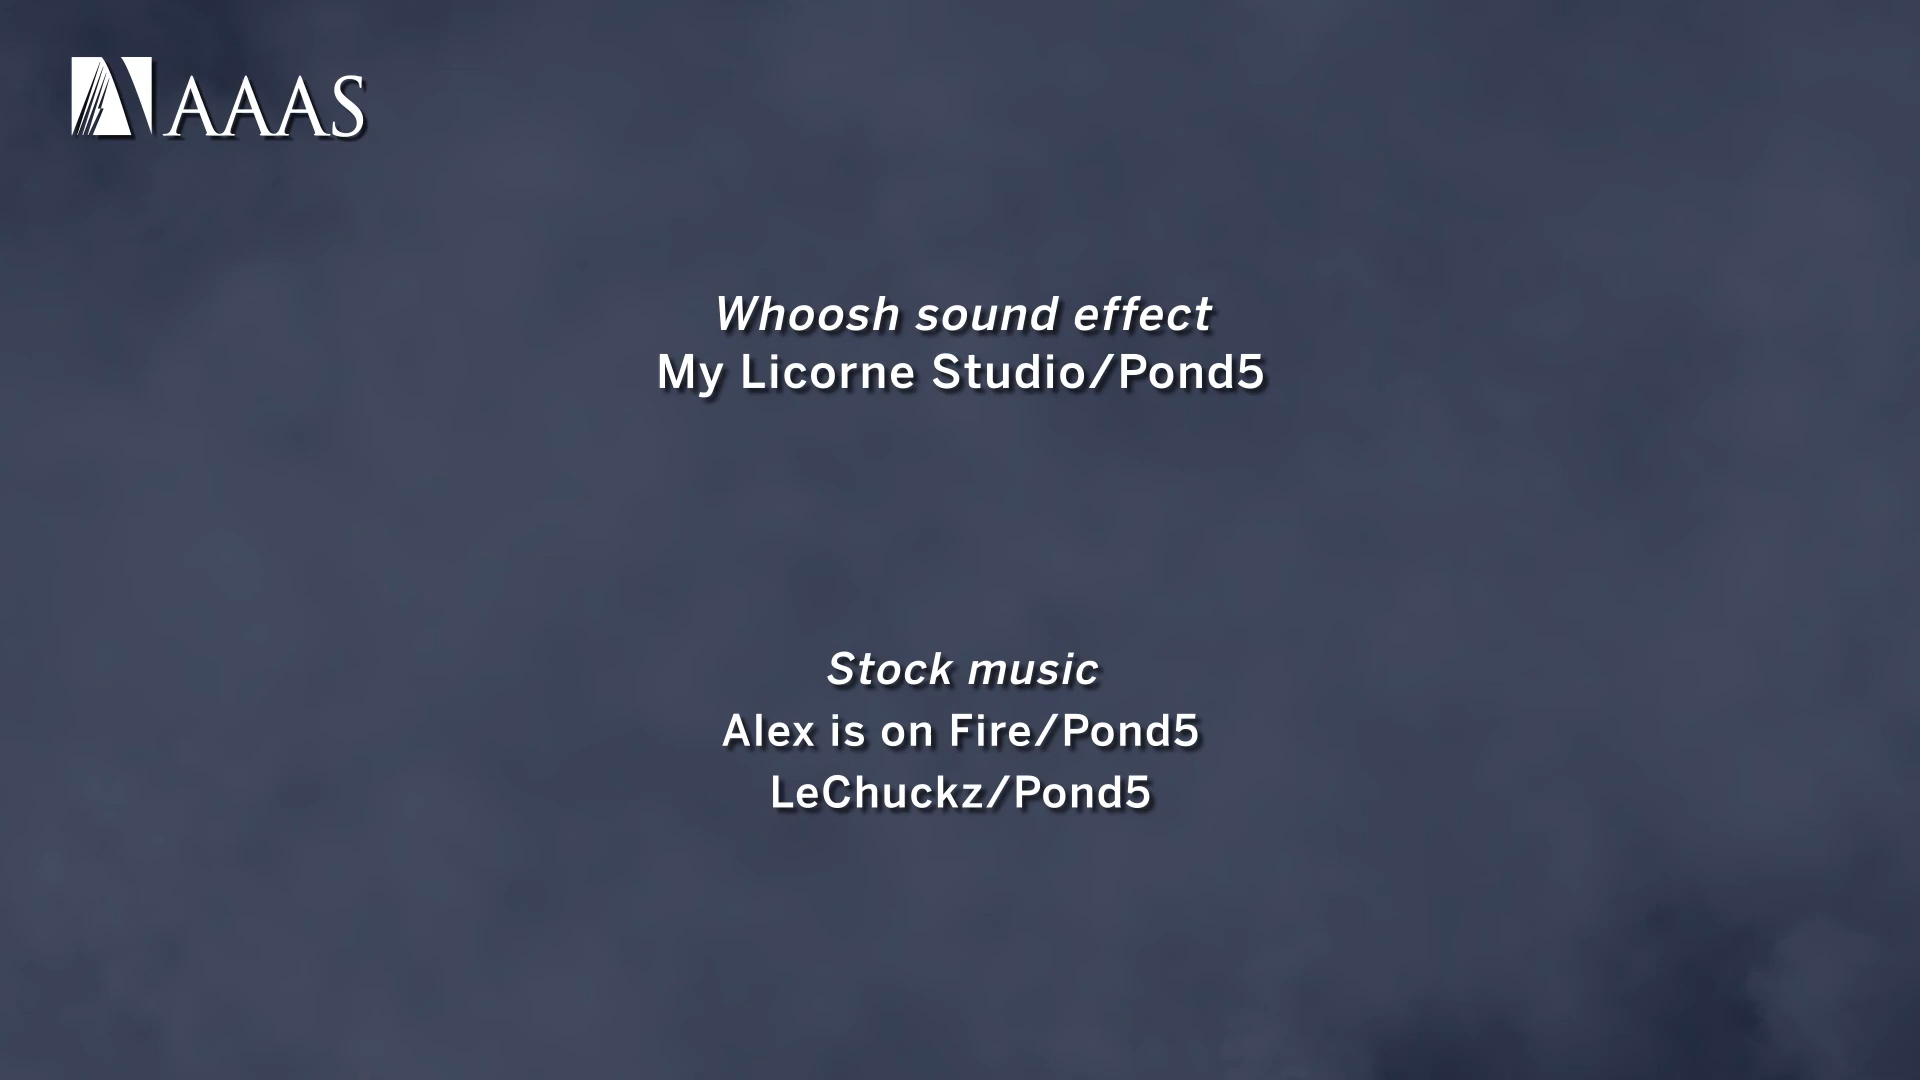 AAAS
Whoosh sound effect
My Licorne Studio/Pond5
Stock music
Alex is on Fire/Pond5
LeChuckz/Pond5